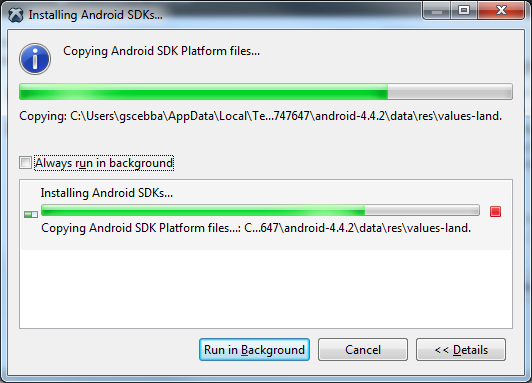 Installing Android SDKs...
Copying Android SDK Platform files...
Copying: C:\Users\gscebba\AppData\Local\Te...747647\android-4.4.2\data\res\values-land.
Always run in background
Installing Android SDKs...
Copying Android SDK Platform files...: C...647\android-4.4.2\data\res\values-land.
Run in Background
Cancel
<< Details